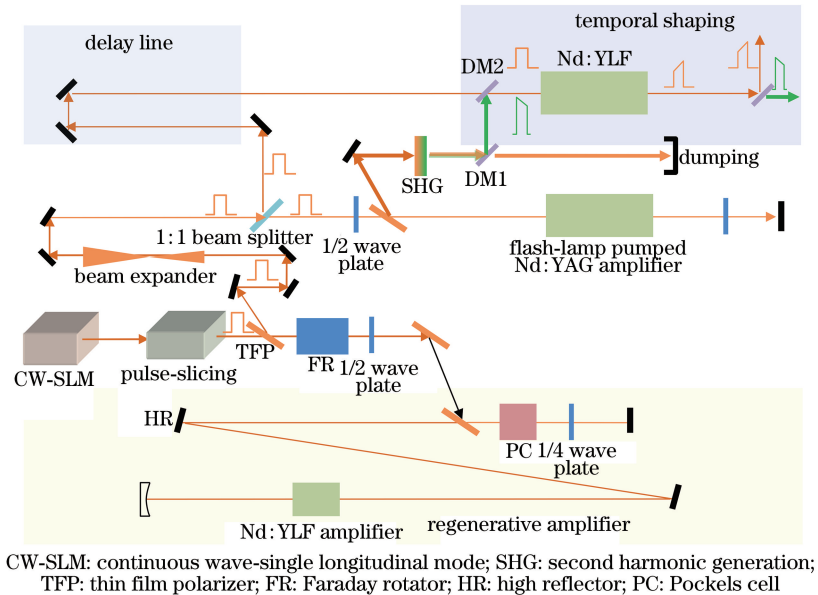 temporal shaping
delay line
Nd:YLF
DM2
SHG
DM1
dumping
1:1 beam splitter
1/2 wave
plate
flash-lamp pumped
Nd:YAG amplifier
beam expander
TFP
FR
1/2 wave
plate
CW-SLM
pulse-slicing
HR
PC
1/4 wave
plate
Nd:YLF amplifier
regenerative amplifier
CW-SLM: continuous wave-single longitudinal mode; SHG: second harmonic generation;
TFP: thin film polarizer; FR: Faraday rotator; HR: high reflector; PC: Pockels cell